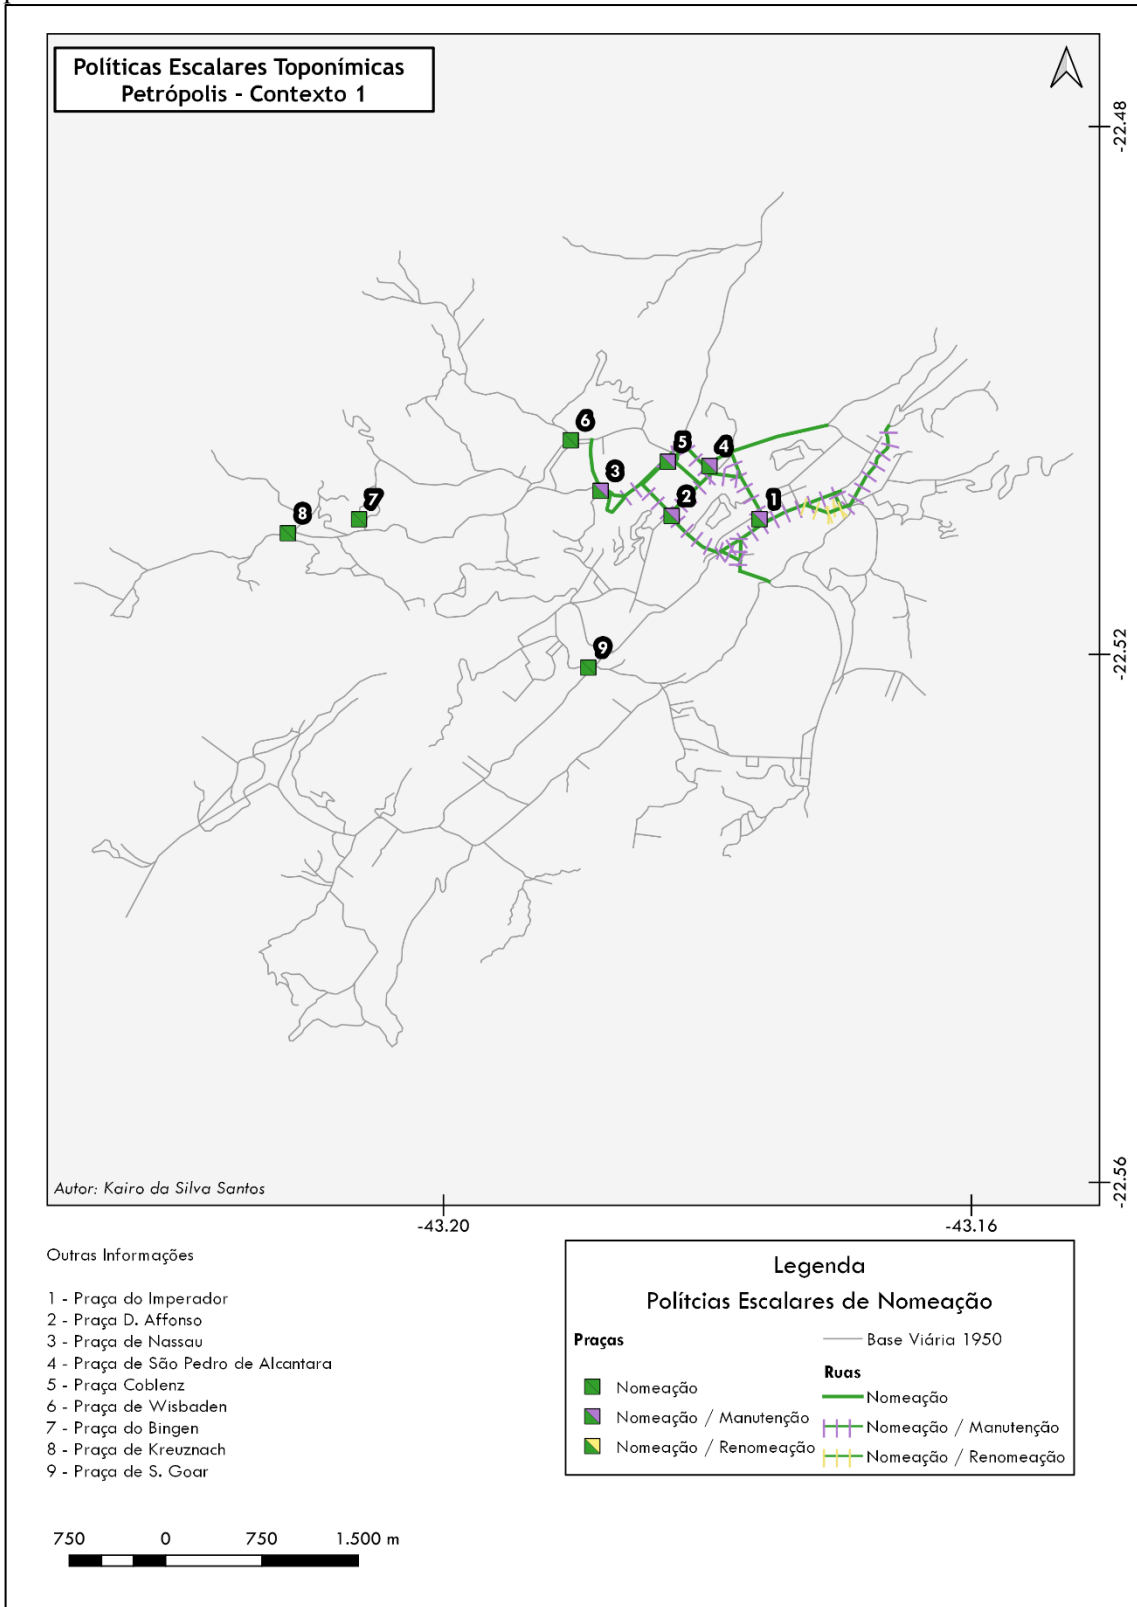 Políticas Escalares Toponímicas
Petrópolis - Contexto 1
-22.48
6
5
4
3
2
1
7
8
9
-22.52
-22.56
Autor: Kairo da Silva Santos
-43.20
-43.16
Outras Informações
1 - Praça do Imperador
2 - Praça D. Affonso
3 - Praça de Nassau
4 - Praça de São Pedro de Alcantara
5 - Praça Coblenz
6 - Praça de Wisbaden
7 - Praça do Bingen
8 - Praça de Kreuznach
9 - Praça de S. Goar
Legenda
Polítcias Escalares de Nomeação
Praças
Nomeação
Nomeação / Manutenção
Nomeação / Renomeação
Base Viária 1950
Ruas
Nomeação
Nomeação / Manutenção
Nomeação / Renomeação
750 0 750 1.500 m